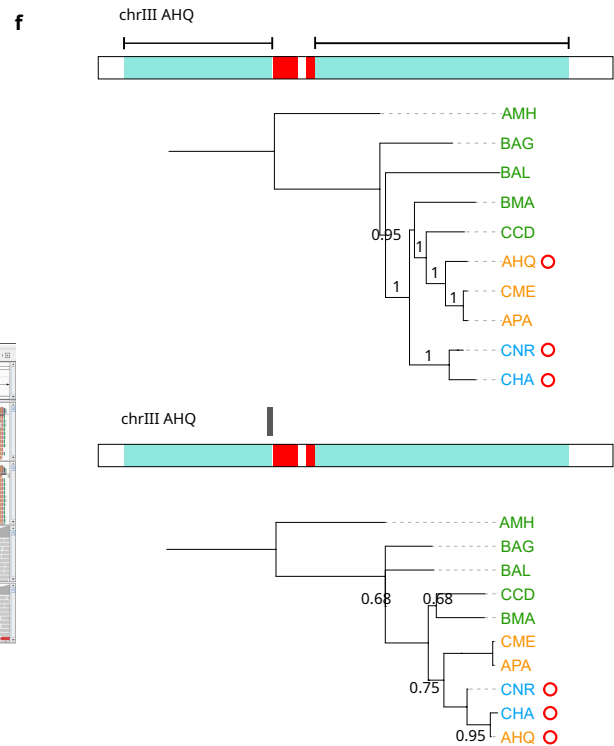 f
chrIII AHQ
AMH
BAG
BAL
BMA
0.95
CCD
1
AHQ
1
CME
1
1
APA
CNR
1
CHA
chrIII AHQ
AMH
BAG
BAL
CCD
0.68
0.68
BMA
CME
APA
CNR
0.75
CHA
AHQ
0.95